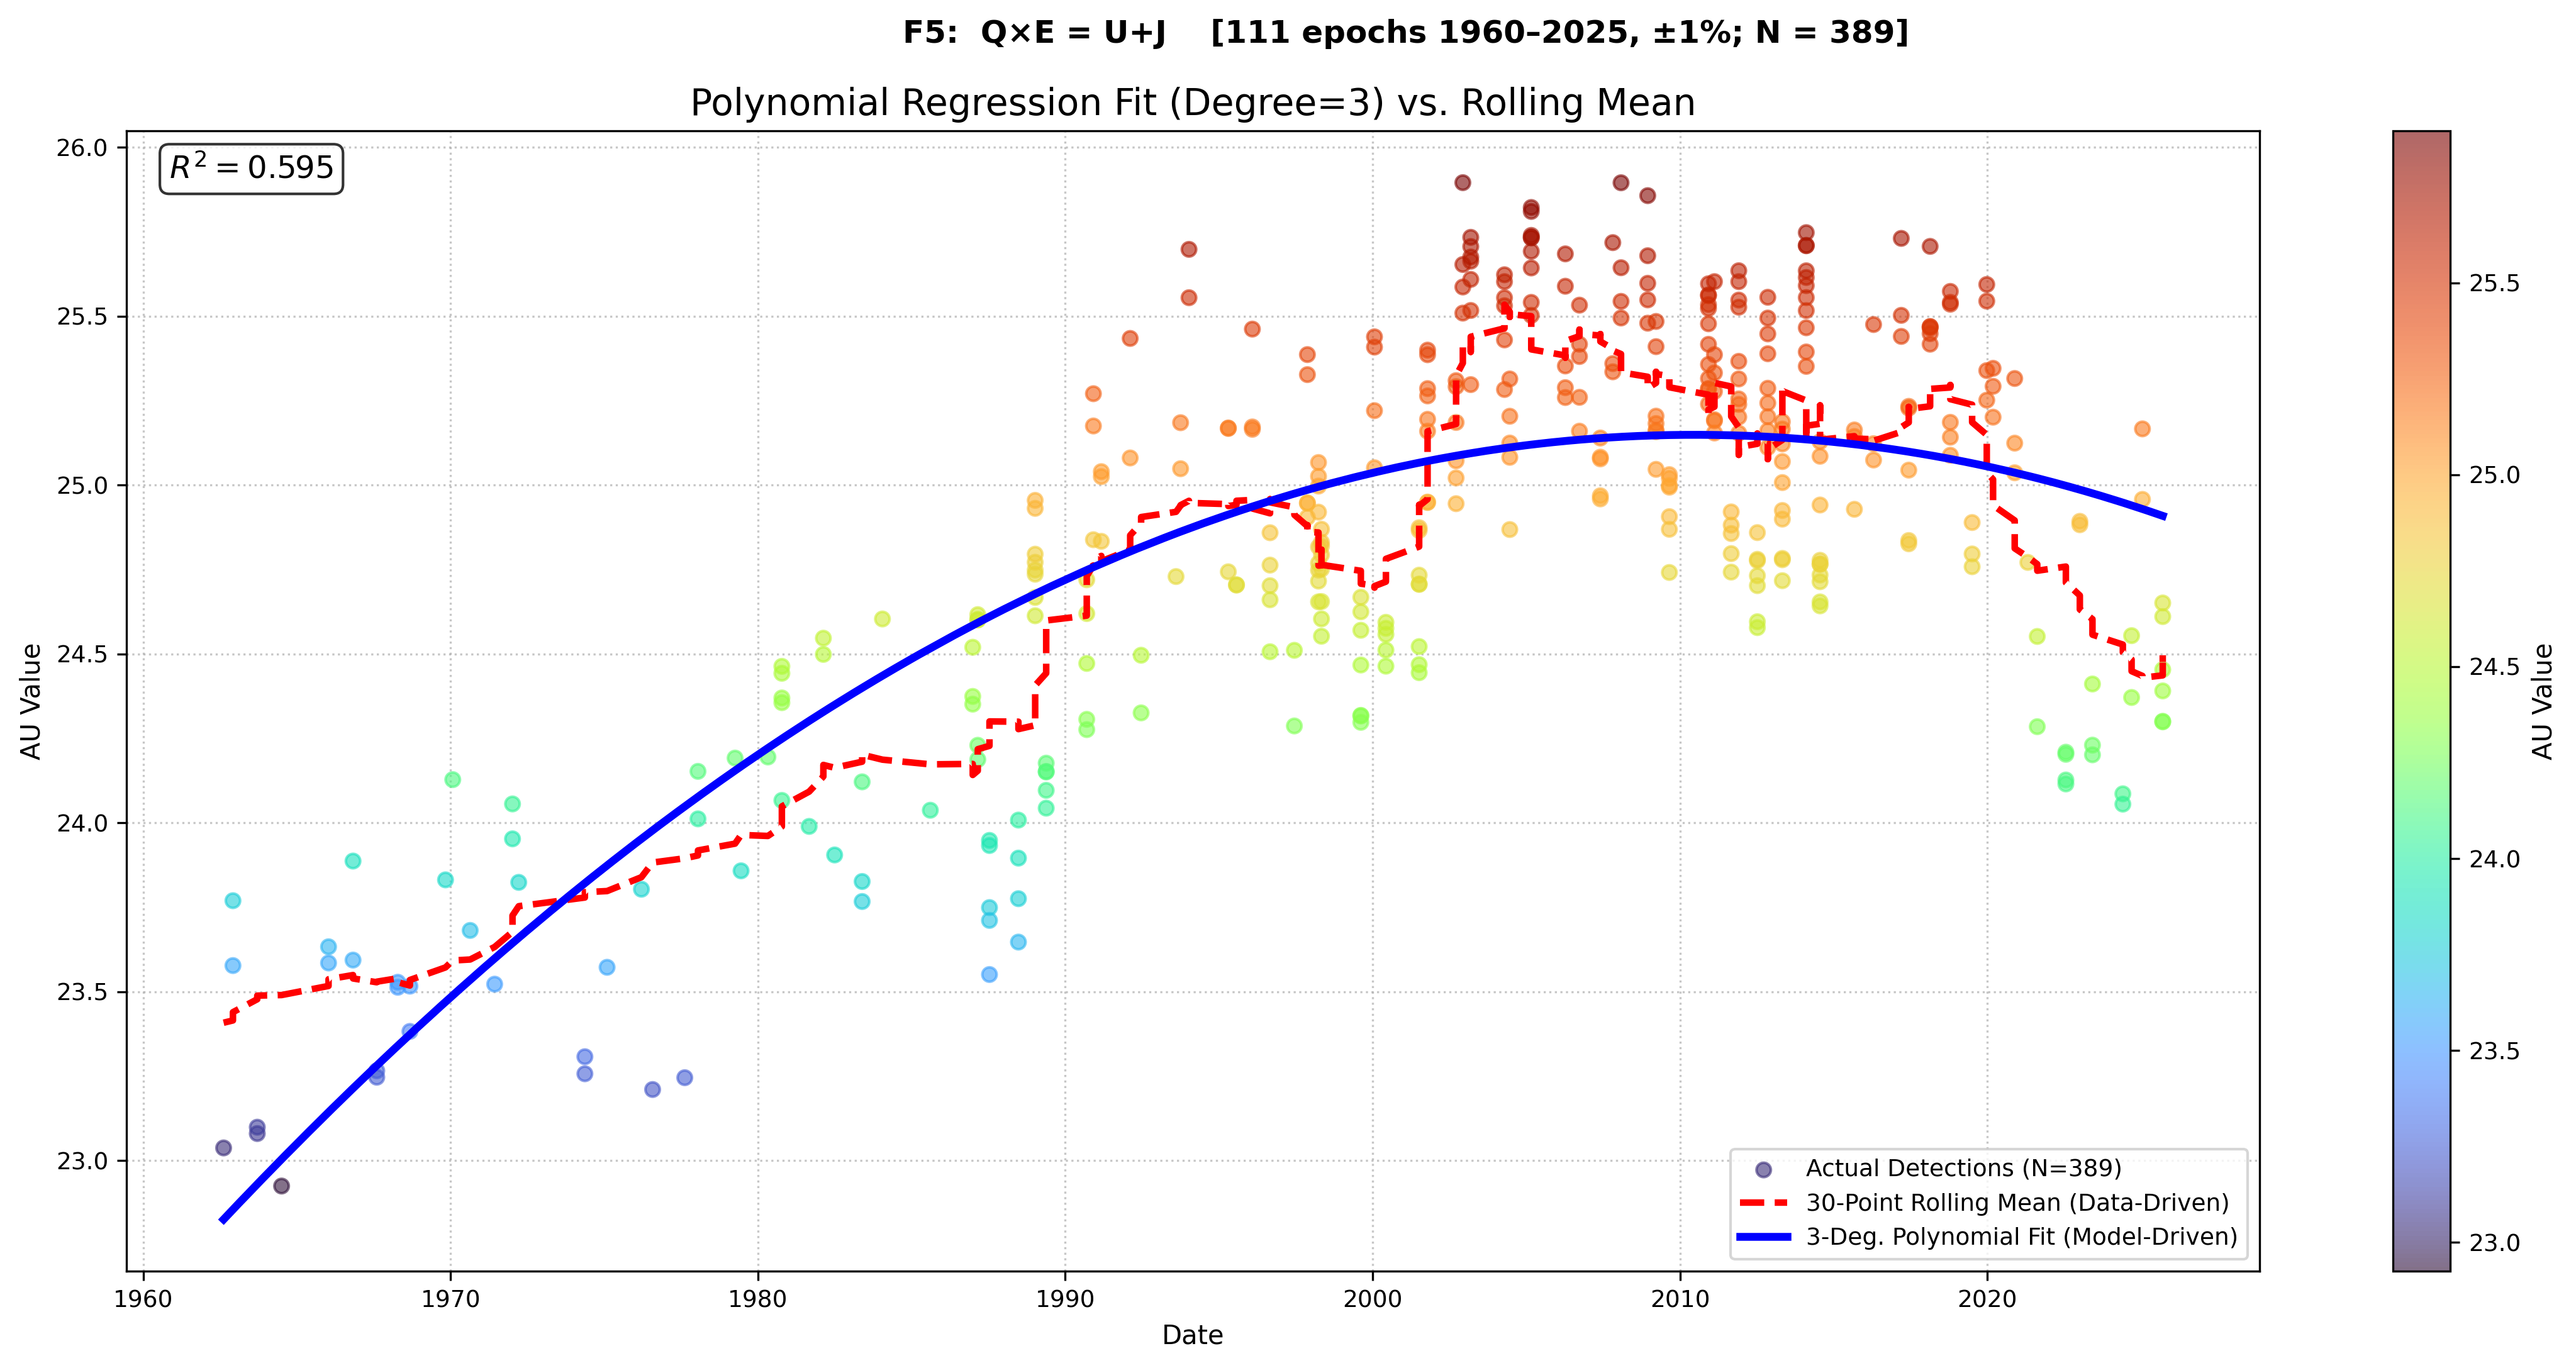 F5:  Q×E = U+J    [111 epochs 1960–2025, ±1%; N = 389]
Polynomial Regression Fit (Degree=3) vs. Rolling Mean
R² = 0.595
26.0
25.5
25.0
24.5
24.0
23.5
23.0
AU Value
1960
1970
1980
1990
2000
2010
2020
Date
Actual Detections (N=389)
30-Point Rolling Mean (Data-Driven)
3-Deg. Polynomial Fit (Model-Driven)
25.5
25.0
24.5
24.0
23.5
23.0
AU Value